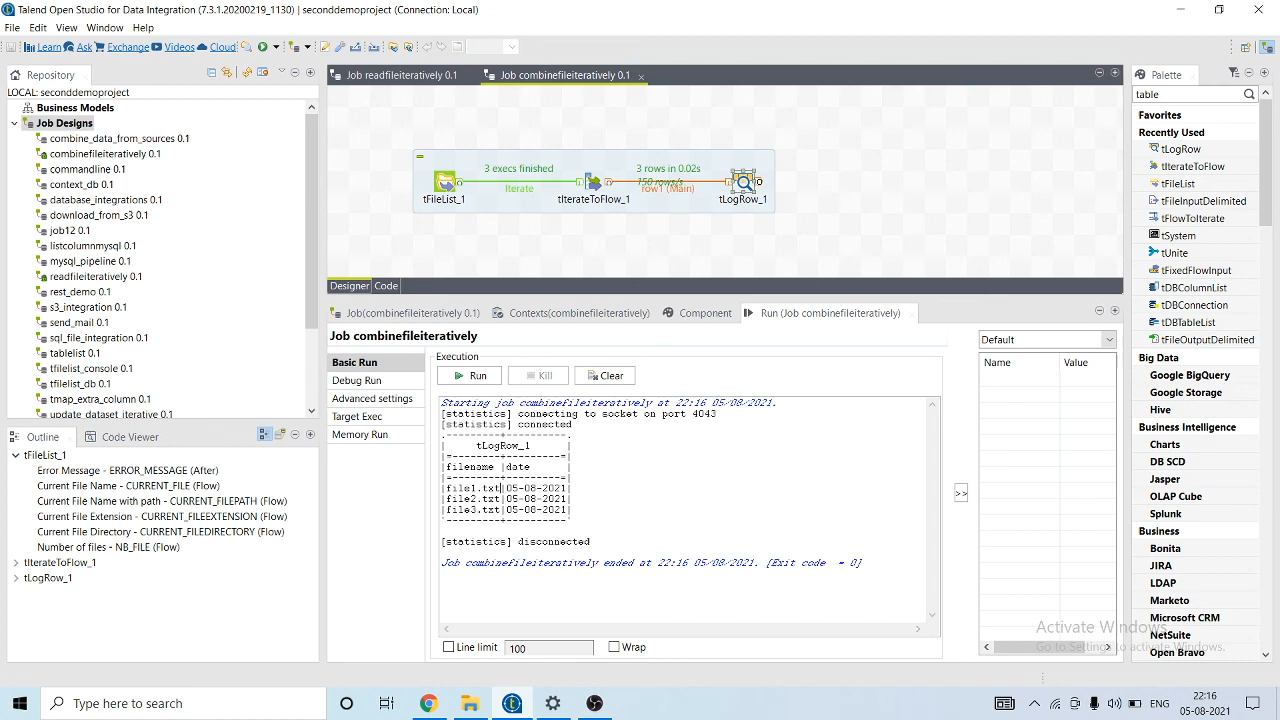 Talend Open Studio for Data Integration (7.3.1.20200219_1130) | seconddemoproject (Connection: Local)
File Edit View Window Help
Learn Ask Exchange Videos Cloud
Repository
LOCAL: seconddemoproject
Business Models
Job Designs
combine_data_from_sources 0.1
combinefileiteratively 0.1
commandline 0.1
context_db 0.1
database_integrations 0.1
download_from_s3 0.1
job12 0.1
listcolumnmysql 0.1
mysql_pipeline 0.1
readfileiteratively 0.1
rest_demo 0.1
s3_integration 0.1
send_mail 0.1
sql_file_integration 0.1
tablelist 0.1
tfilelist_console 0.1
tfilelist_db 0.1
tmap_extra_column 0.1
update_dataset_iterative 0.1
Outline Code Viewer
tFileList_1
Error Message - ERROR_MESSAGE (After)
Current File Name - CURRENT_FILE (Flow)
Current File Name with path - CURRENT_FILEPATH (Flow)
Current File Extension - CURRENT_FILEEXTENSION (Flow)
Current File Directory - CURRENT_FILEDIRECTORY (Flow)
Number of files - NB_FILE (Flow)
tIterateToFlow_1
tLogRow_1
Job readfileiteratively 0.1 Job combinefileiteratively 0.1
3 execs finished 3 rows in 0.02s
150 rows/s
Iterate row1 (Main)
tFileList_1 tIterateToFlow_1 tLogRow_1
Designer Code
Job(combinefileiteratively 0.1) Contexts(combinefileiteratively) Component Run (Job combinefileiteratively)
Job combinefileiteratively
Basic Run
Debug Run
Advanced settings
Target Exec
Memory Run
Execution
Run Kill Clear
Starting job combinefileiteratively at 22:16 05/08/2021.
[statistics] connecting to socket on port 4043
[statistics] connected
.---------+----------.
| tLogRow_1 |
|=--------+---------=|
|filename |date |
|=--------+---------=|
|file1.txt|05-08-2021|
|file2.txt|05-08-2021|
|file3.txt|05-08-2021|
'---------+----------'
[statistics] disconnected
Job combinefileiteratively ended at 22:16 05/08/2021. [Exit code = 0]
Line limit 100 Wrap
>>
Default
Name Value
Palette
table
Favorites
Recently Used
tLogRow
tIterateToFlow
tFileList
tFileInputDelimited
tFlowToIterate
tSystem
tUnite
tFixedFlowInput
tDBColumnList
tDBConnection
tDBTableList
tFileOutputDelimited
Big Data
Google BigQuery
Google Storage
Hive
Business Intelligence
Charts
DB SCD
Jasper
OLAP Cube
Splunk
Business
Bonita
JIRA
LDAP
Marketo
Microsoft CRM
NetSuite
Open Bravo
Activate Windows
Go to Settings to activate Windows.
Type here to search
ENG
22:16
05-08-2021